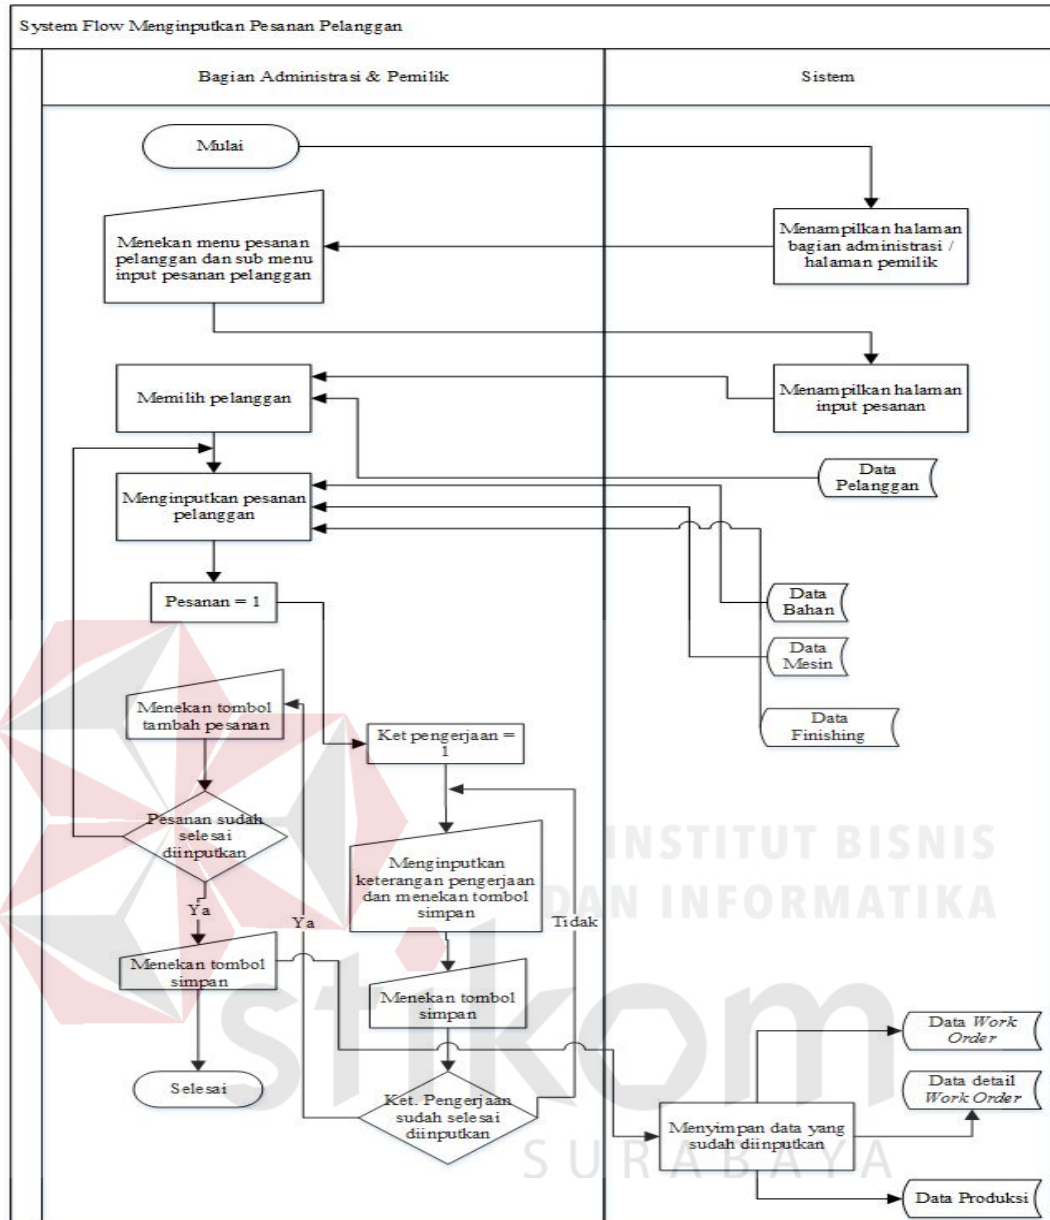 System Flow Menginputkan Pesanan Pelanggan
Bagian Administrasi & Pemilik
Sistem
Mulai
Menampilkan halaman
bagian administrasi /
halaman pemilik
Menekan menu pesanan
pelanggan dan sub menu
input pesanan pelanggan
Memilih pelanggan
Menampilkan halaman
input pesanan
Data
Pelanggan
Menginputkan pesanan
pelanggan
Pesanan = 1
Data
Bahan
Data
Mesin
Data
Finishing
Menekan tombol
tambah pesanan
Ket pengerjaan =
1
Pesanan sudah
selesai
diinputkan
Menginputkan
keterangan pengerjaan
dan menekan tombol
simpan
INSTITUT BISNIS
DAN INFORMATIKA
Ya
Ya
Tidak
Menekan tombol
simpan
Menekan tombol
simpan
stikom
SURABAYA
Selesai
Ket. Pengerjaan
sudah selesai
diinputkan
Data Work
Order
Data detail
Work Order
Menyimpan data yang
sudah diinputkan
Data Produksi